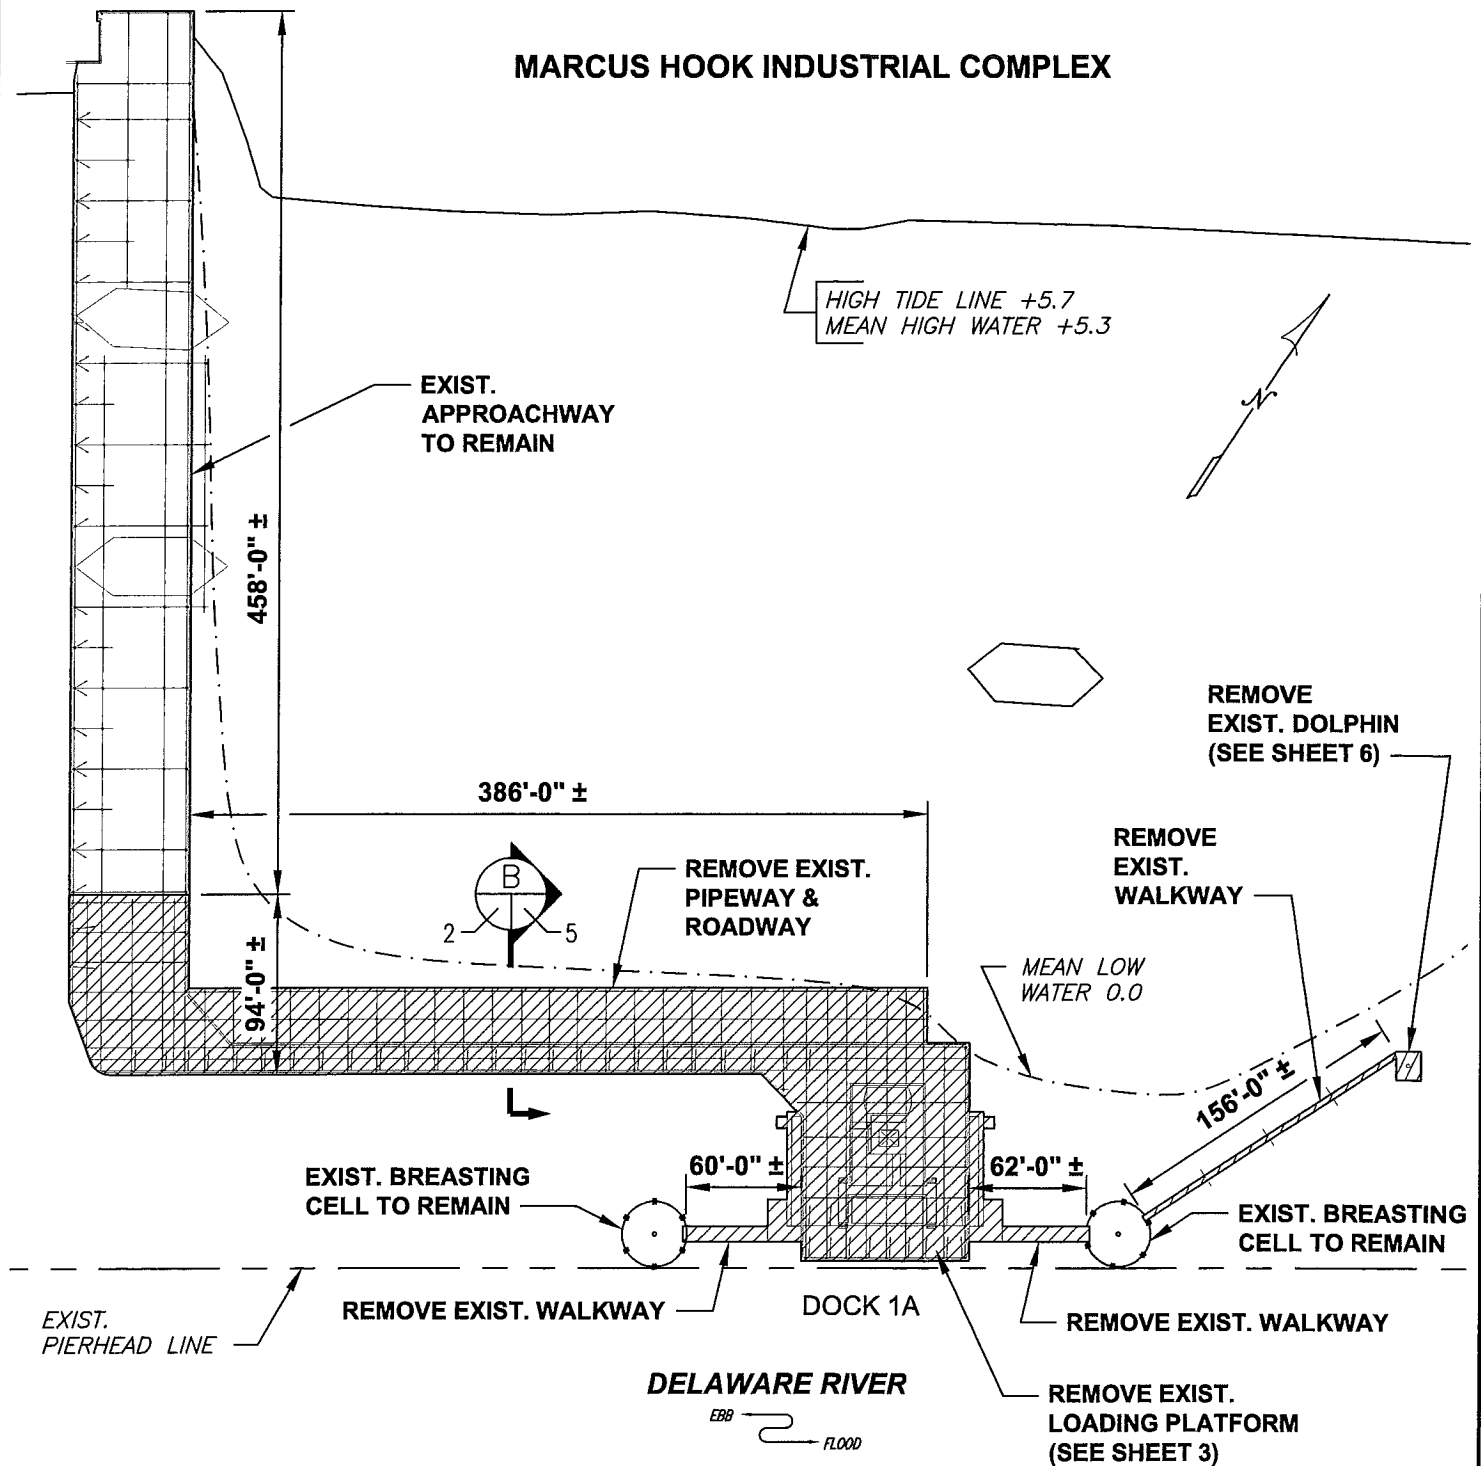 MARCUS HOOK INDUSTRIAL COMPLEX
HIGH TIDE LINE +5.7
MEAN HIGH WATER +5.3
N
EXIST.
APPROACHWAY
TO REMAIN
458'-0" ±
REMOVE
EXIST. DOLPHIN
(SEE SHEET 6)
386'-0" ±
REMOVE
EXIST.
WALKWAY
B
2
5
REMOVE EXIST.
PIPEWAY &
ROADWAY
94'-0" ±
MEAN LOW
WATER 0.0
156'-0" ±
60'-0" ±
62'-0" ±
EXIST. BREASTING
CELL TO REMAIN
EXIST. BREASTING
CELL TO REMAIN
EXIST.
PIERHEAD LINE
REMOVE EXIST. WALKWAY
DOCK 1A
REMOVE EXIST. WALKWAY
DELAWARE RIVER
EBB
FLOOD
REMOVE EXIST.
LOADING PLATFORM
(SEE SHEET 3)